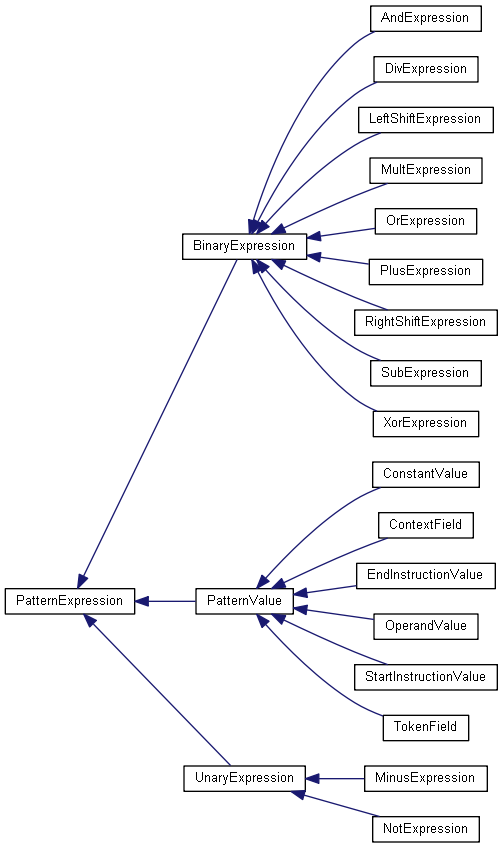 AndExpression
DivExpression
LeftShiftExpression
MultExpression
OrExpression
BinaryExpression
PlusExpression
RightShiftExpression
SubExpression
XorExpression
ConstantValue
ContextField
EndInstructionValue
PatternExpression
PatternValue
OperandValue
StartInstructionValue
TokenField
UnaryExpression
MinusExpression
NotExpression